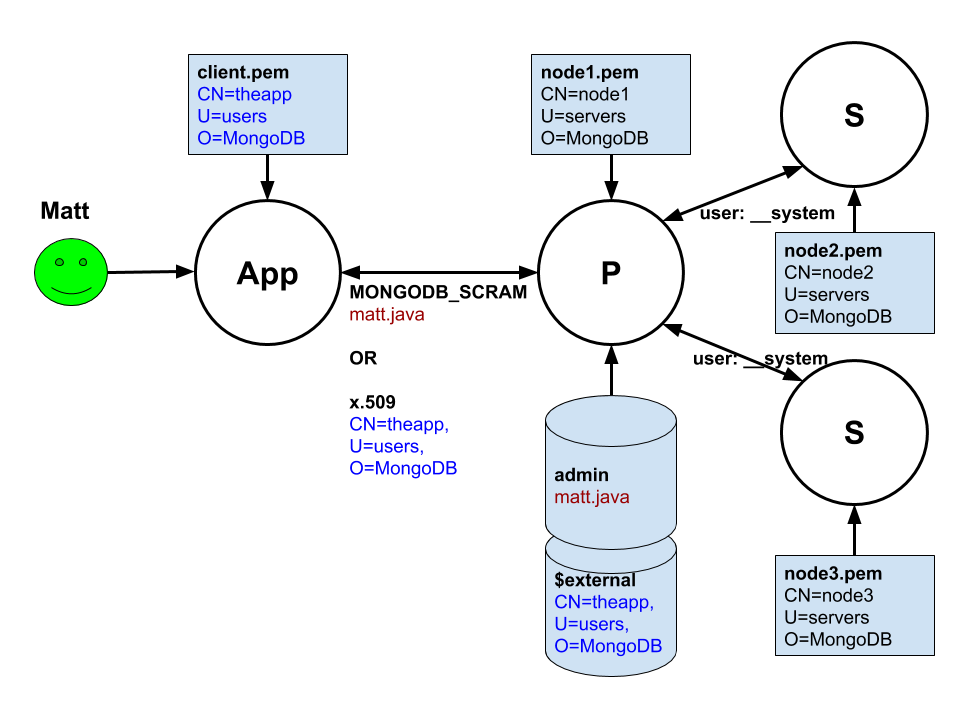 client.pem
CN=theapp
U=users
O=MongoDB
node1.pem
CN=node1
U=servers
O=MongoDB
S
Matt
user: __system
App
P
node2.pem
CN=node2
U=servers
O=MongoDB
MONGODB_SCRAM
matt.java
OR
x.509
CN=theapp,
U=users,
O=MongoDB
user: __system
S
admin
matt.java
$external
CN=theapp,
U=users,
O=MongoDB
node3.pem
CN=node3
U=servers
O=MongoDB